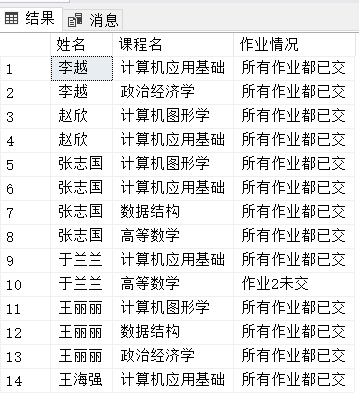 结果 消息
姓名 课程名 作业情况
1 李越 计算机应用基础 所有作业都已交
2 李越 政治经济学 所有作业都已交
3 赵欣 计算机图形学 所有作业都已交
4 赵欣 计算机应用基础 所有作业都已交
5 张志国 计算机图形学 所有作业都已交
6 张志国 计算机应用基础 所有作业都已交
7 张志国 数据结构 所有作业都已交
8 张志国 高等数学 所有作业都已交
9 于兰兰 计算机应用基础 所有作业都已交
10 于兰兰 高等数学 作业2未交
11 王丽丽 计算机图形学 所有作业都已交
12 王丽丽 数据结构 所有作业都已交
13 王丽丽 政治经济学 所有作业都已交
14 王海强 计算机应用基础 所有作业都已交